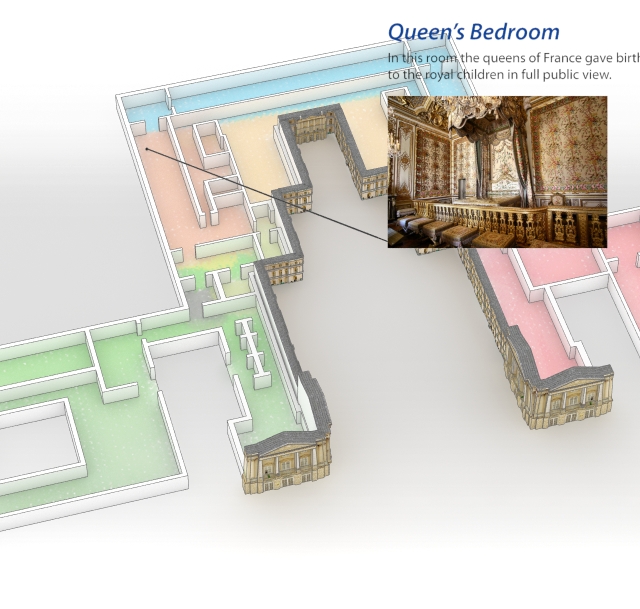 Queen's Bedroom
In this room the queens of France gave birth
to the royal children in full public view.